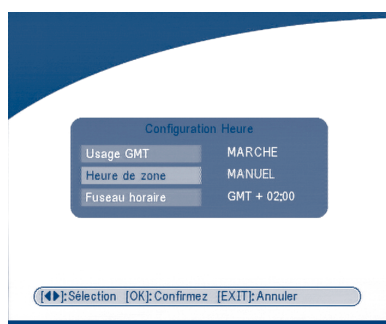 Configuration Heure
Usage GMT MARCHE
Heure de zone MANUEL
Fuseau horaire GMT + 02:00
[◀▶]: Sélection [OK]: Confirmez [EXIT]: Annuler